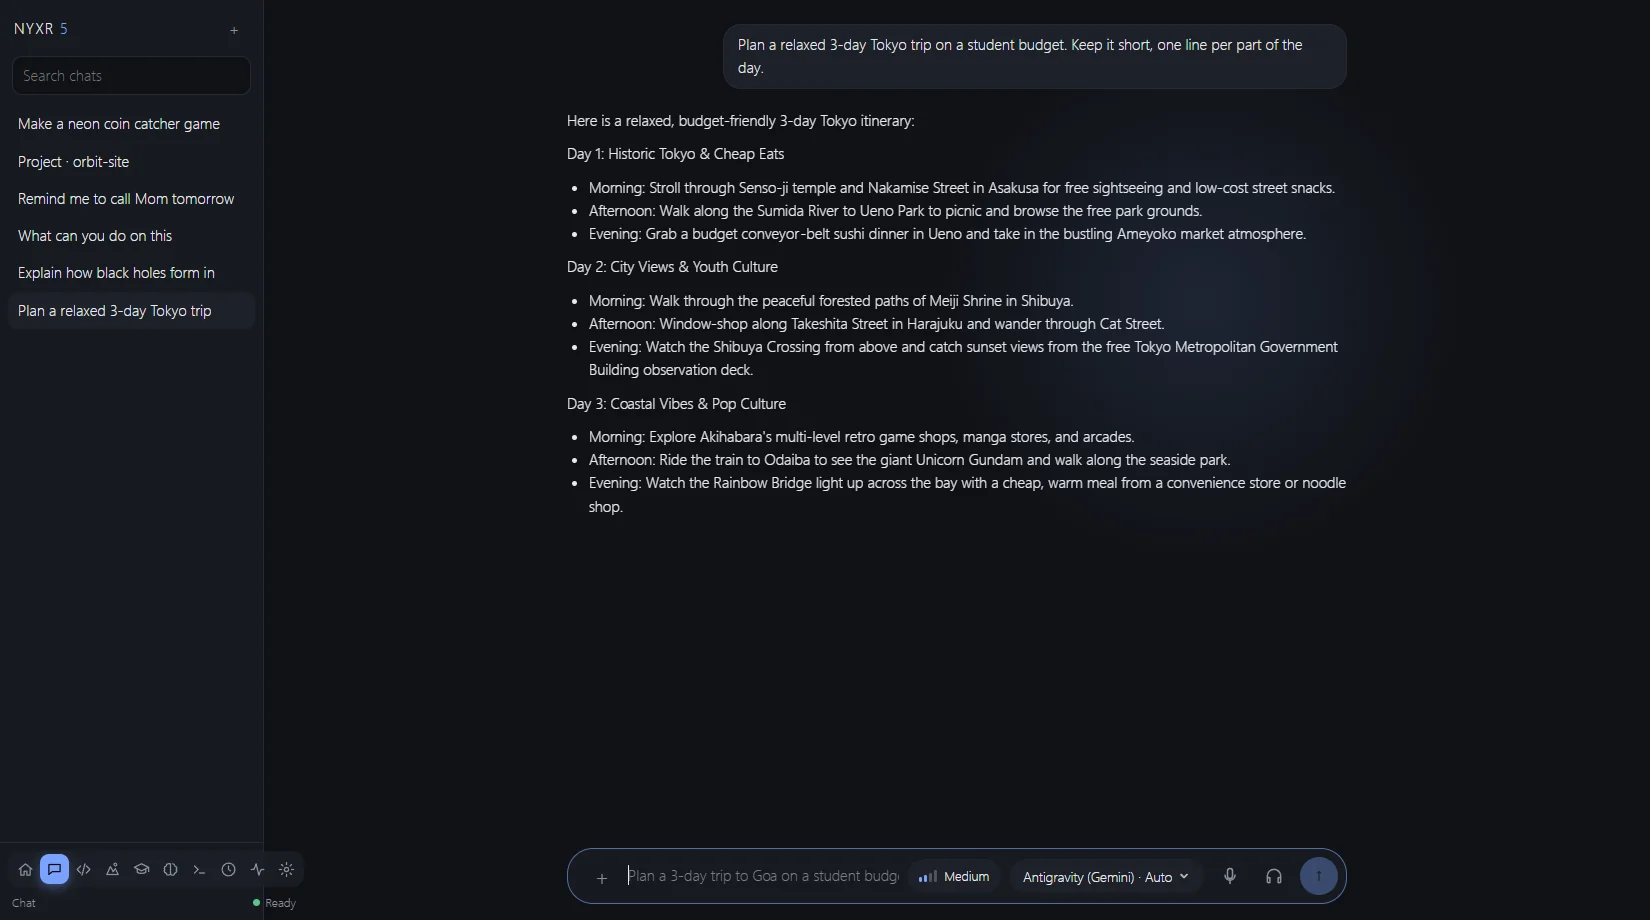 NYXR 5
+
Search chats
Make a neon coin catcher game
Project · orbit-site
Remind me to call Mom tomorrow
What can you do on this
Explain how black holes form in
Plan a relaxed 3-day Tokyo trip
Chat
Ready
Plan a relaxed 3-day Tokyo trip on a student budget. Keep it short, one line per part of the
day.
Here is a relaxed, budget-friendly 3-day Tokyo itinerary:
Day 1: Historic Tokyo & Cheap Eats
• Morning: Stroll through Senso-ji temple and Nakamise Street in Asakusa for free sightseeing and low-cost street snacks.
• Afternoon: Walk along the Sumida River to Ueno Park to picnic and browse the free park grounds.
• Evening: Grab a budget conveyor-belt sushi dinner in Ueno and take in the bustling Ameyoko market atmosphere.
Day 2: City Views & Youth Culture
• Morning: Walk through the peaceful forested paths of Meiji Shrine in Shibuya.
• Afternoon: Window-shop along Takeshita Street in Harajuku and wander through Cat Street.
• Evening: Watch the Shibuya Crossing from above and catch sunset views from the free Tokyo Metropolitan Government
Building observation deck.
Day 3: Coastal Vibes & Pop Culture
• Morning: Explore Akihabara's multi-level retro game shops, manga stores, and arcades.
• Afternoon: Ride the train to Odaiba to see the giant Unicorn Gundam and walk along the seaside park.
• Evening: Watch the Rainbow Bridge light up across the bay with a cheap, warm meal from a convenience store or noodle
shop.
+ Plan a 3-day trip to Goa on a student budg Medium Antigravity (Gemini) · Auto